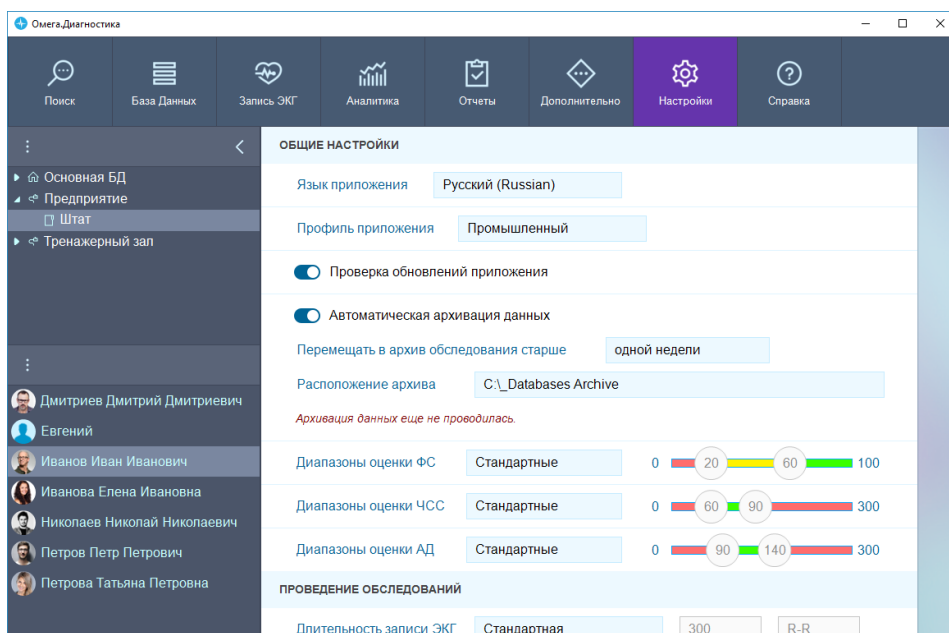 Омега.Диагностика
Поиск
База Данных
Запись ЭКГ
Аналитика
Отчеты
Дополнительно
Настройки
Справка
Основная БД
Предприятие
Штат
Тренажерный зал
Дмитриев Дмитрий Дмитриевич
Евгений
Иванов Иван Иванович
Иванова Елена Ивановна
Николаев Николай Николаевич
Петров Петр Петрович
Петрова Татьяна Петровна
ОБЩИЕ НАСТРОЙКИ
Язык приложения Русский (Russian)
Профиль приложения Промышленный
Проверка обновлений приложения
Автоматическая архивация данных
Перемещать в архив обследования старше одной недели
Расположение архива C:\_Databases Archive
Архивация данных еще не проводилась.
Диапазоны оценки ФС Стандартные 0 20 60 100
Диапазоны оценки ЧСС Стандартные 0 60 90 300
Диапазоны оценки АД Стандартные 0 90 140 300
ПРОВЕДЕНИЕ ОБСЛЕДОВАНИЙ
Длительность записи ЭКГ Стандартная 300 R-R